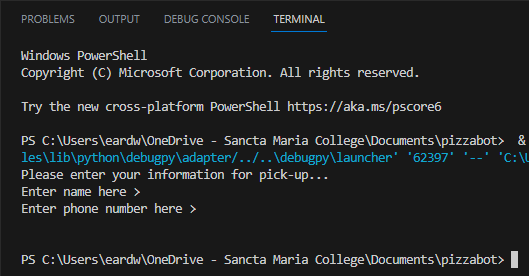 PROBLEMS OUTPUT DEBUG CONSOLE TERMINAL
Windows PowerShell
Copyright (C) Microsoft Corporation. All rights reserved.
Try the new cross-platform PowerShell https://aka.ms/pscore6
PS C:\Users\eardw\OneDrive - Sancta Maria College\Documents\pizzabot> &
les\lib\python\debugpy\adapter/../..\debugpy\launcher' '62397' '--' 'C:\U
Please enter your information for pick-up...
Enter name here >
Enter phone number here >
PS C:\Users\eardw\OneDrive - Sancta Maria College\Documents\pizzabot>